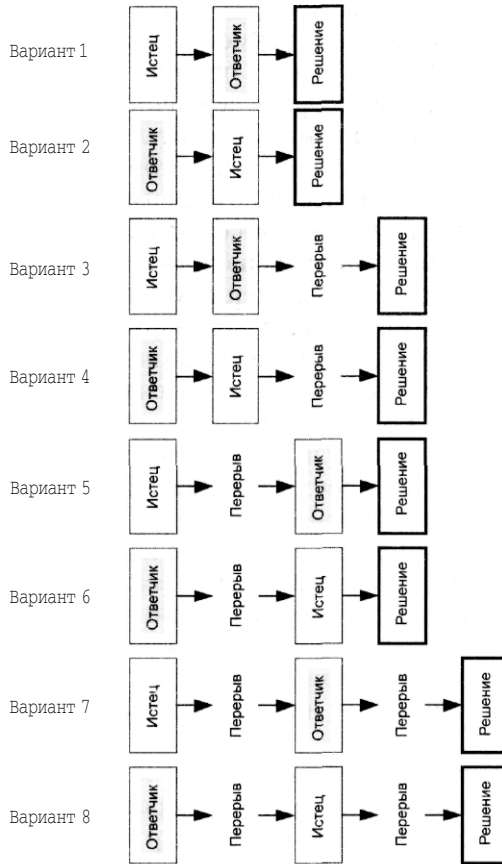 Вариант 1 Истец Ответчик Решение
Вариант 2 Ответчик Истец Решение
Вариант 3 Истец Ответчик Перерыв Решение
Вариант 4 Ответчик Истец Перерыв Решение
Вариант 5 Истец Перерыв Ответчик Решение
Вариант 6 Ответчик Перерыв Истец Решение
Вариант 7 Истец Перерыв Ответчик Перерыв Решение
Вариант 8 Ответчик Перерыв Истец Перерыв Решение